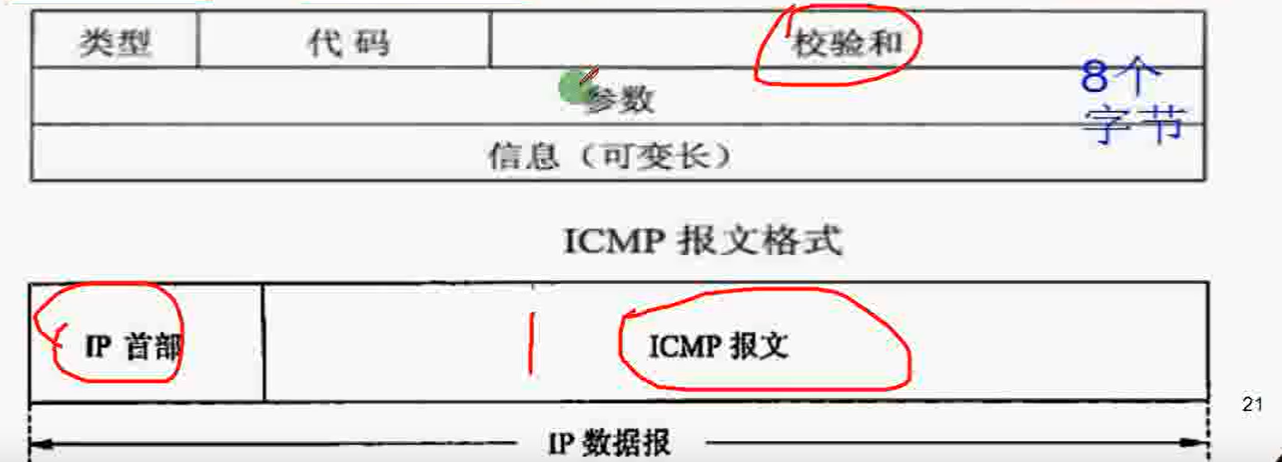 类型 代码 校验和
参数
8个
字节
信息（可变长）
ICMP 报文格式
IP 首部 ICMP 报文
21
IP 数据报